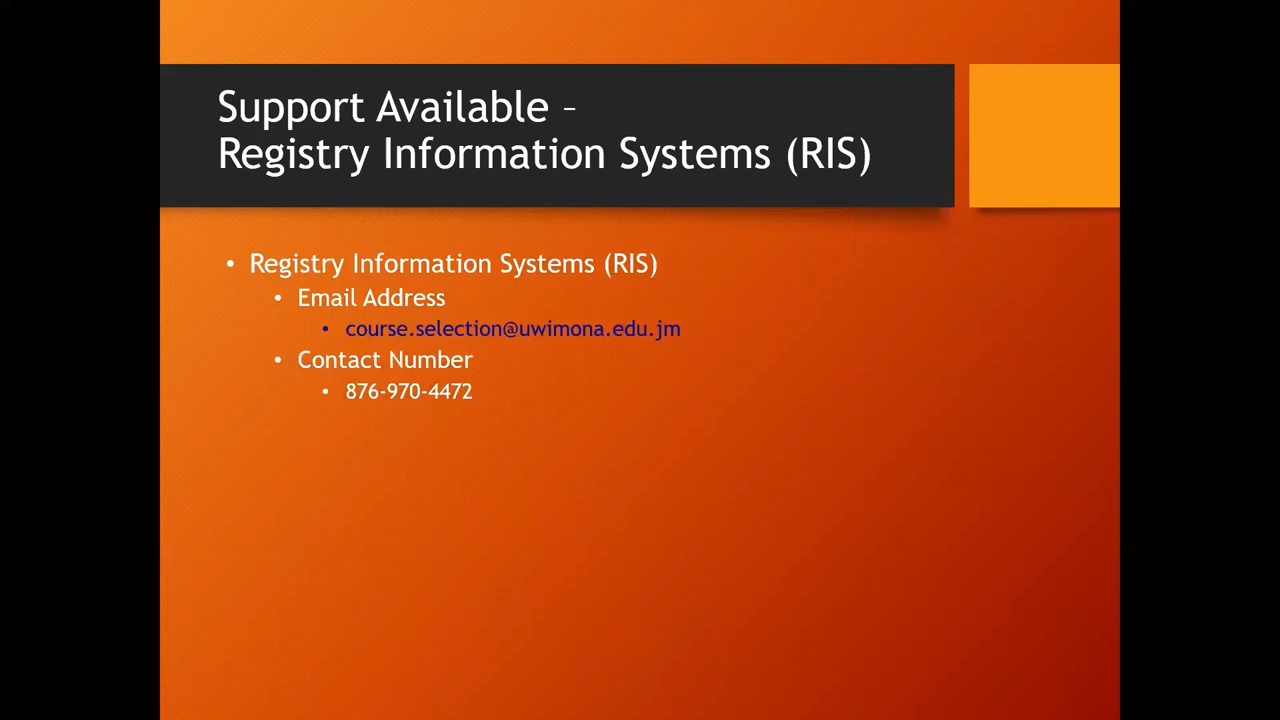 Support Available –
Registry Information Systems (RIS)
• Registry Information Systems (RIS)
• Email Address
• course.selection@uwimona.edu.jm
• Contact Number
• 876-970-4472